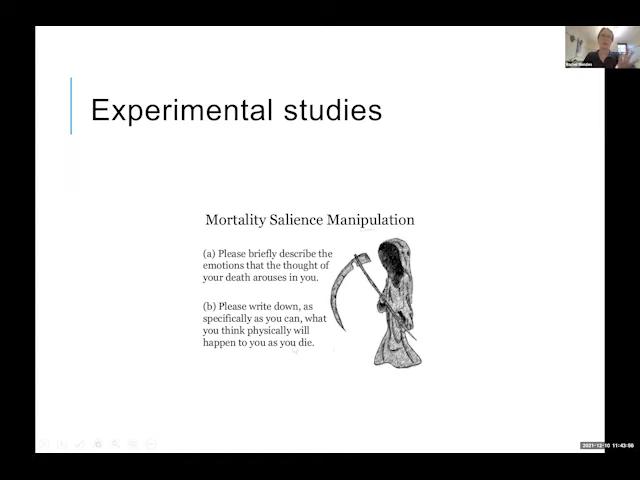 Experimental studies
Mortality Salience Manipulation
(a) Please briefly describe the
emotions that the thought of
your death arouses in you.
(b) Please write down, as
specifically as you can, what
you think physically will
happen to you as you die.
2021-12-10 11:43:56